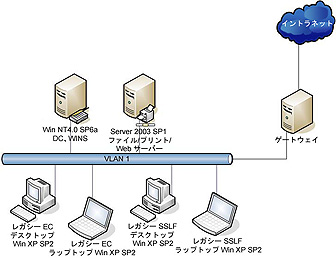 イントラネット
Win NT4.0 SP6a
DC、WINS
Server 2003 SP1
ファイル/プリント/
Web サーバー
ゲートウェイ
VLAN 1
レガシー EC
デスクトップ
Win XP SP2
レガシー EC
ラップトップ Win XP SP2
レガシー SSLF
デスクトップ
Win XP SP2
レガシー SSLF
ラップトップ Win XP SP2